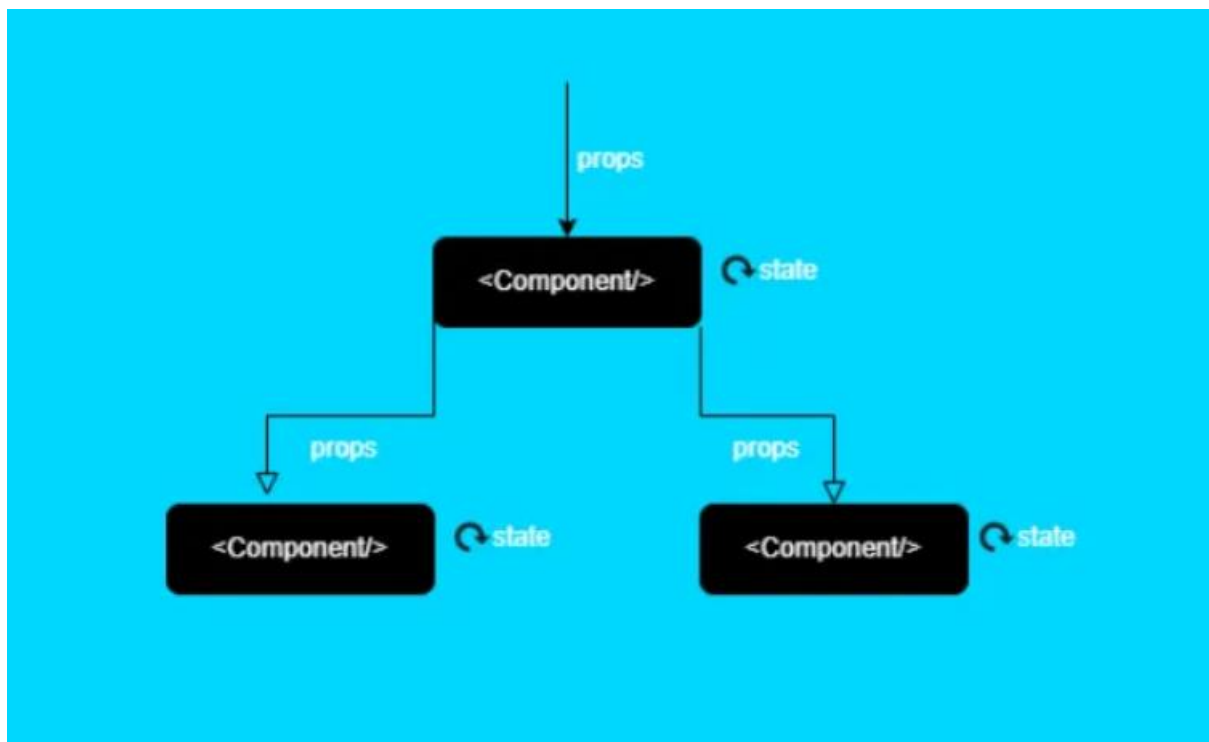 props
<Component/>
state
props
props
<Component/>
state
<Component/>
state